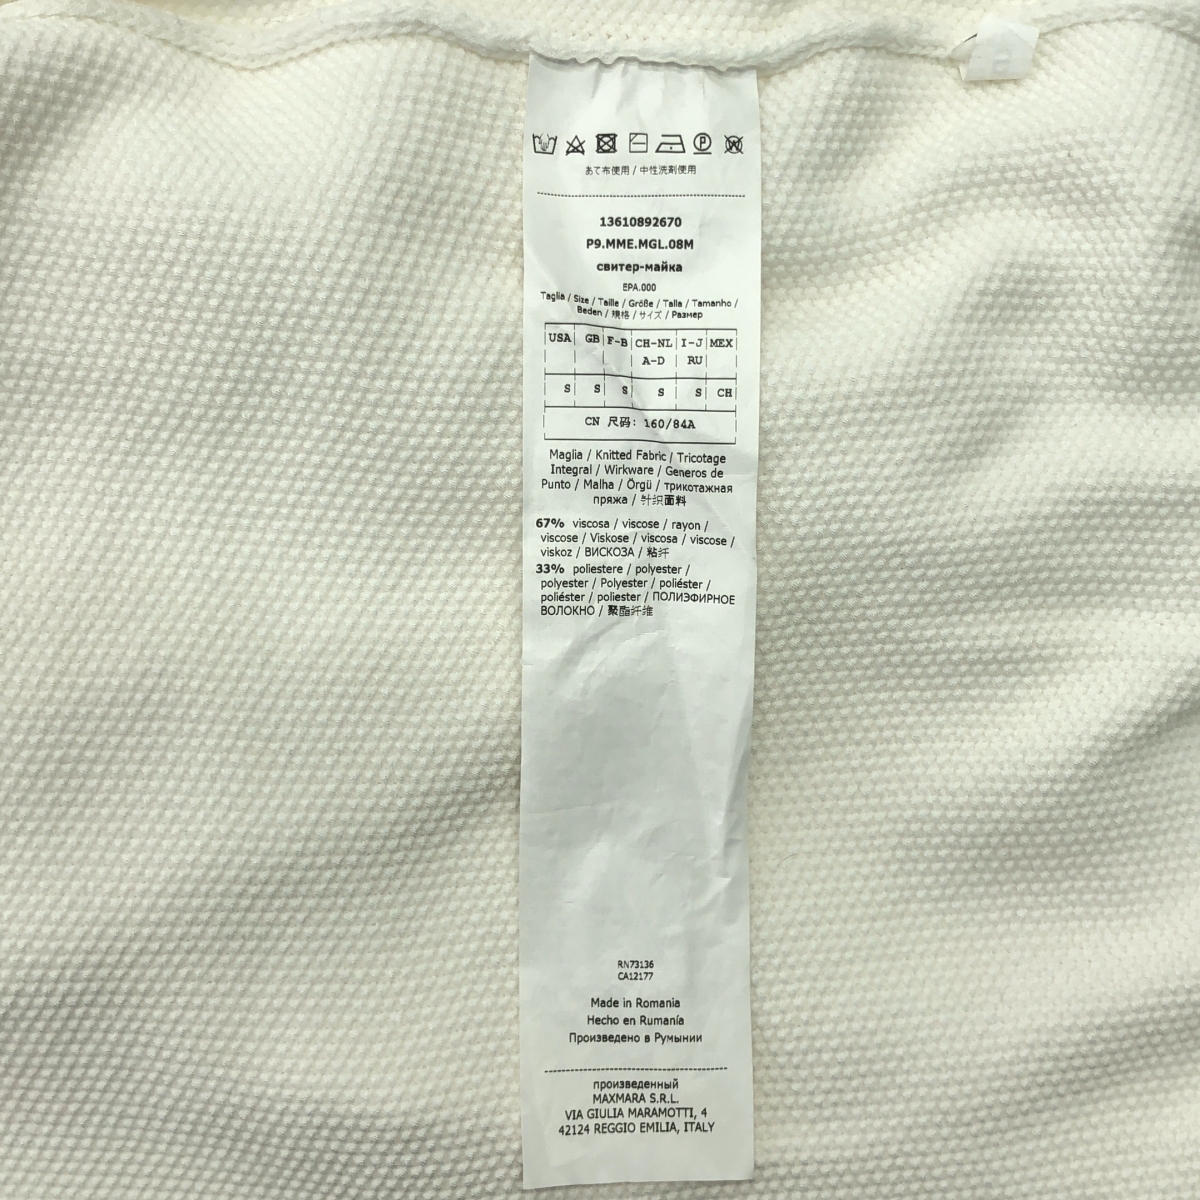 あて布使用 / 中性洗剤使用
13610892670
P9.MME.MGL.08M
свитер-майка
EPA.000
Taglia / Size / Taille / Größe / Talla / Tamanho /
Beden / 規格 / サイズ / Размер
USA GB F-B CH-NL I-J MEX
A-D RU
S S S S S CH
CN 尺码: 160/84A
Maglia / Knitted Fabric / Tricotage
Integral / Wirkware / Generos de
Punto / Malha / Örgü / трикотажная
пряжа / 针织面料
67% viscosa / viscose / rayon /
viscose / Viskose / viscosa / viscose /
viskoz / ВИСКОЗА / 粘纤
33% poliestere / polyester /
polyester / Polyester / poliéster /
poliéster / poliester / ПОЛИЭФИРНОЕ
ВОЛОКНО / 聚酯纤维
RN73136
CA12177
Made in Romania
Hecho en Rumanía
Произведено в Румынии
произведенный
MAXMARA S.R.L.
VIA GIULIA MARAMOTTI, 4
42124 REGGIO EMILIA, ITALY